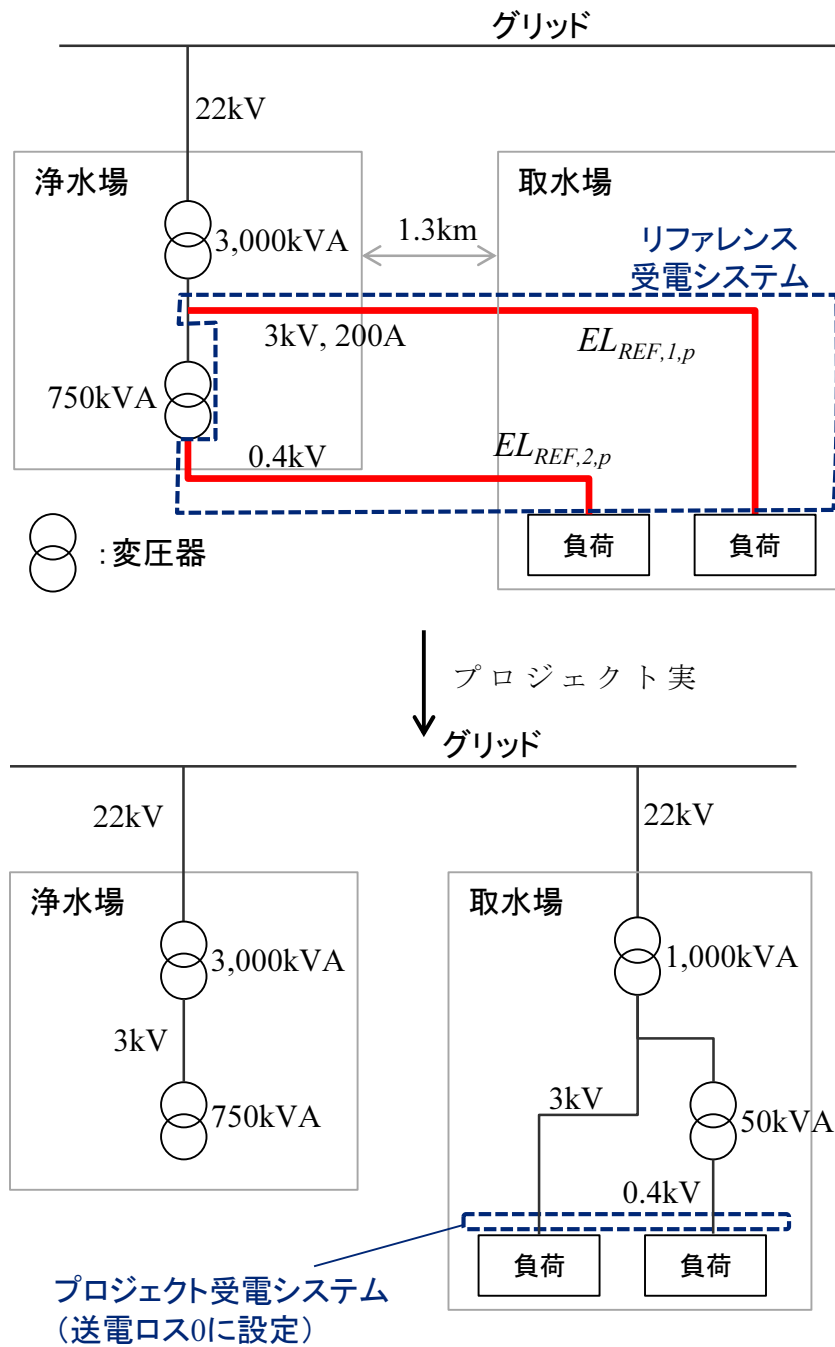 グリッド
22kV
浄水場
取水場
3,000kVA
1.3km
リファレンス
受電システム
3kV, 200A
EL_{REF,1,p}
750kVA
0.4kV
EL_{REF,2,p}
負荷
負荷
:変圧器
プロジェクト実
グリッド
22kV
22kV
浄水場
取水場
3,000kVA
1,000kVA
3kV
3kV
750kVA
50kVA
0.4kV
負荷
負荷
プロジェクト受電システム
(送電ロス0に設定)